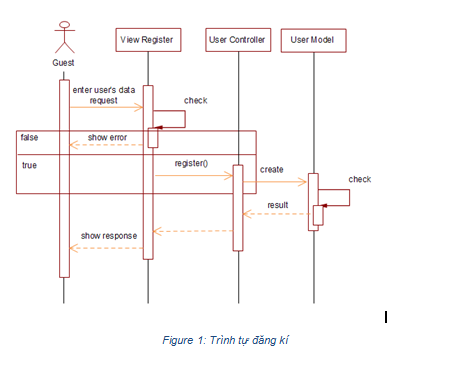 View Register
User Controller
User Model
Guest
enter user's data
request
check
false
show error
true
register()
create
check
result
show response
Figure 1: Trình tự đăng kí